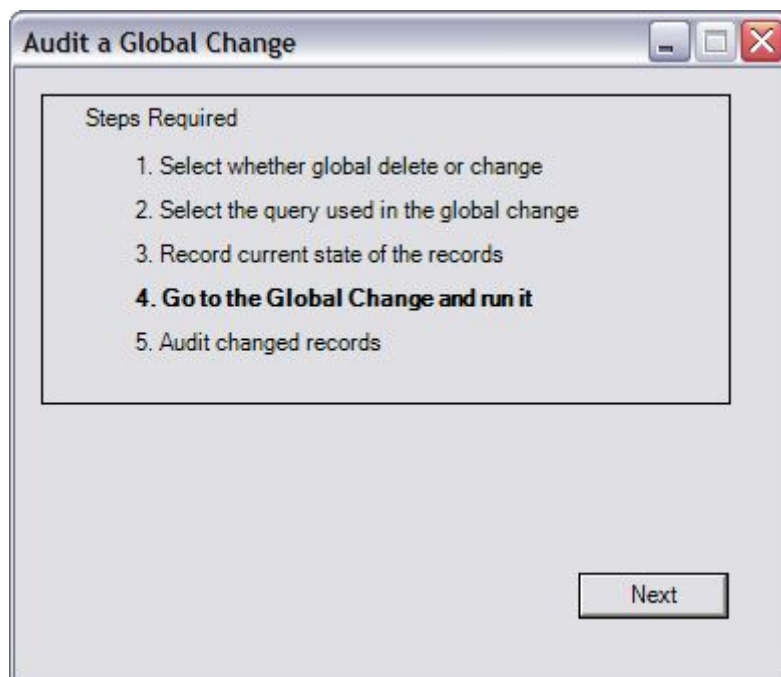 Audit a Global Change
Steps Required
1. Select whether global delete or change
2. Select the query used in the global change
3. Record current state of the records
4. Go to the Global Change and run it
5. Audit changed records
Next